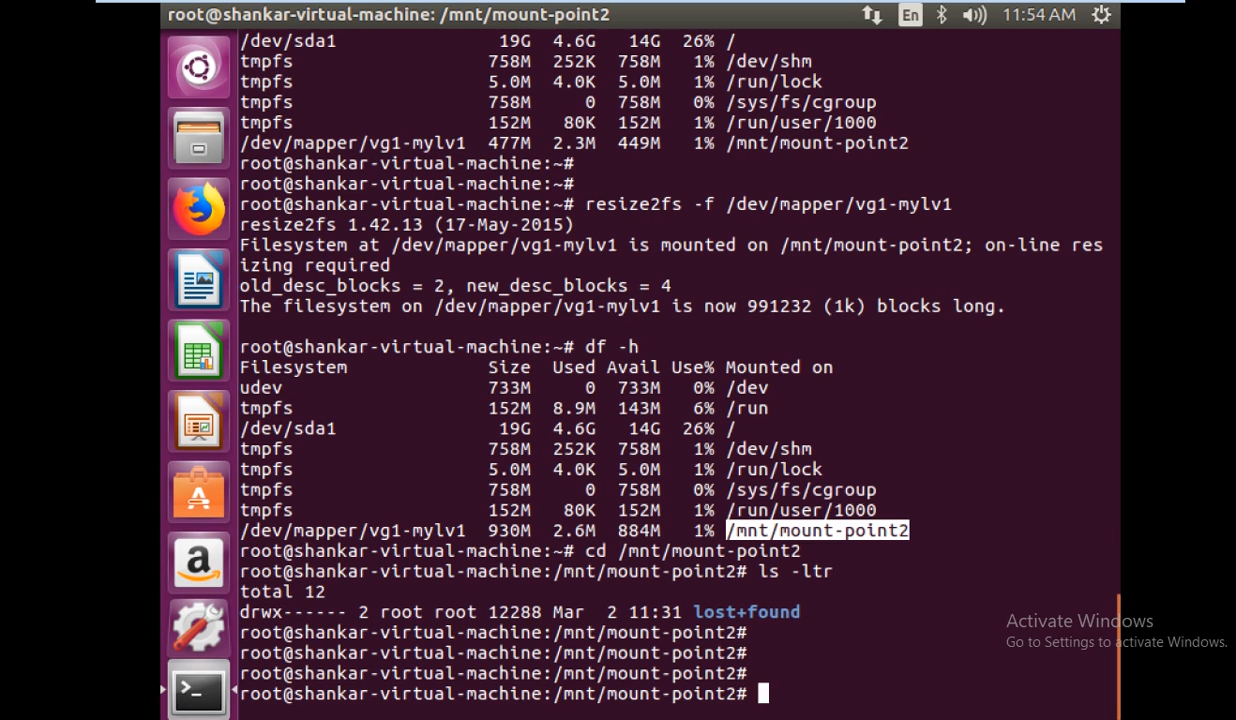 root@shankar-virtual-machine: /mnt/mount-point2 En 11:54 AM
/dev/sda1 19G 4.6G 14G 26% /
tmpfs 758M 252K 758M 1% /dev/shm
tmpfs 5.0M 4.0K 5.0M 1% /run/lock
tmpfs 758M 0 758M 0% /sys/fs/cgroup
tmpfs 152M 80K 152M 1% /run/user/1000
/dev/mapper/vg1-mylv1 477M 2.3M 449M 1% /mnt/mount-point2
root@shankar-virtual-machine:~#
root@shankar-virtual-machine:~#
root@shankar-virtual-machine:~# resize2fs -f /dev/mapper/vg1-mylv1
resize2fs 1.42.13 (17-May-2015)
Filesystem at /dev/mapper/vg1-mylv1 is mounted on /mnt/mount-point2; on-line res
izing required
old_desc_blocks = 2, new_desc_blocks = 4
The filesystem on /dev/mapper/vg1-mylv1 is now 991232 (1k) blocks long.
root@shankar-virtual-machine:~# df -h
Filesystem Size Used Avail Use% Mounted on
udev 733M 0 733M 0% /dev
tmpfs 152M 8.9M 143M 6% /run
/dev/sda1 19G 4.6G 14G 26% /
tmpfs 758M 252K 758M 1% /dev/shm
tmpfs 5.0M 4.0K 5.0M 1% /run/lock
tmpfs 758M 0 758M 0% /sys/fs/cgroup
tmpfs 152M 80K 152M 1% /run/user/1000
/dev/mapper/vg1-mylv1 930M 2.6M 884M 1% /mnt/mount-point2
root@shankar-virtual-machine:~# cd /mnt/mount-point2
root@shankar-virtual-machine:/mnt/mount-point2# ls -ltr
total 12
drwx------ 2 root root 12288 Mar 2 11:31 lost+found
root@shankar-virtual-machine:/mnt/mount-point2#
root@shankar-virtual-machine:/mnt/mount-point2#
root@shankar-virtual-machine:/mnt/mount-point2#
root@shankar-virtual-machine:/mnt/mount-point2#
Activate Windows
Go to Settings to activate Windows.